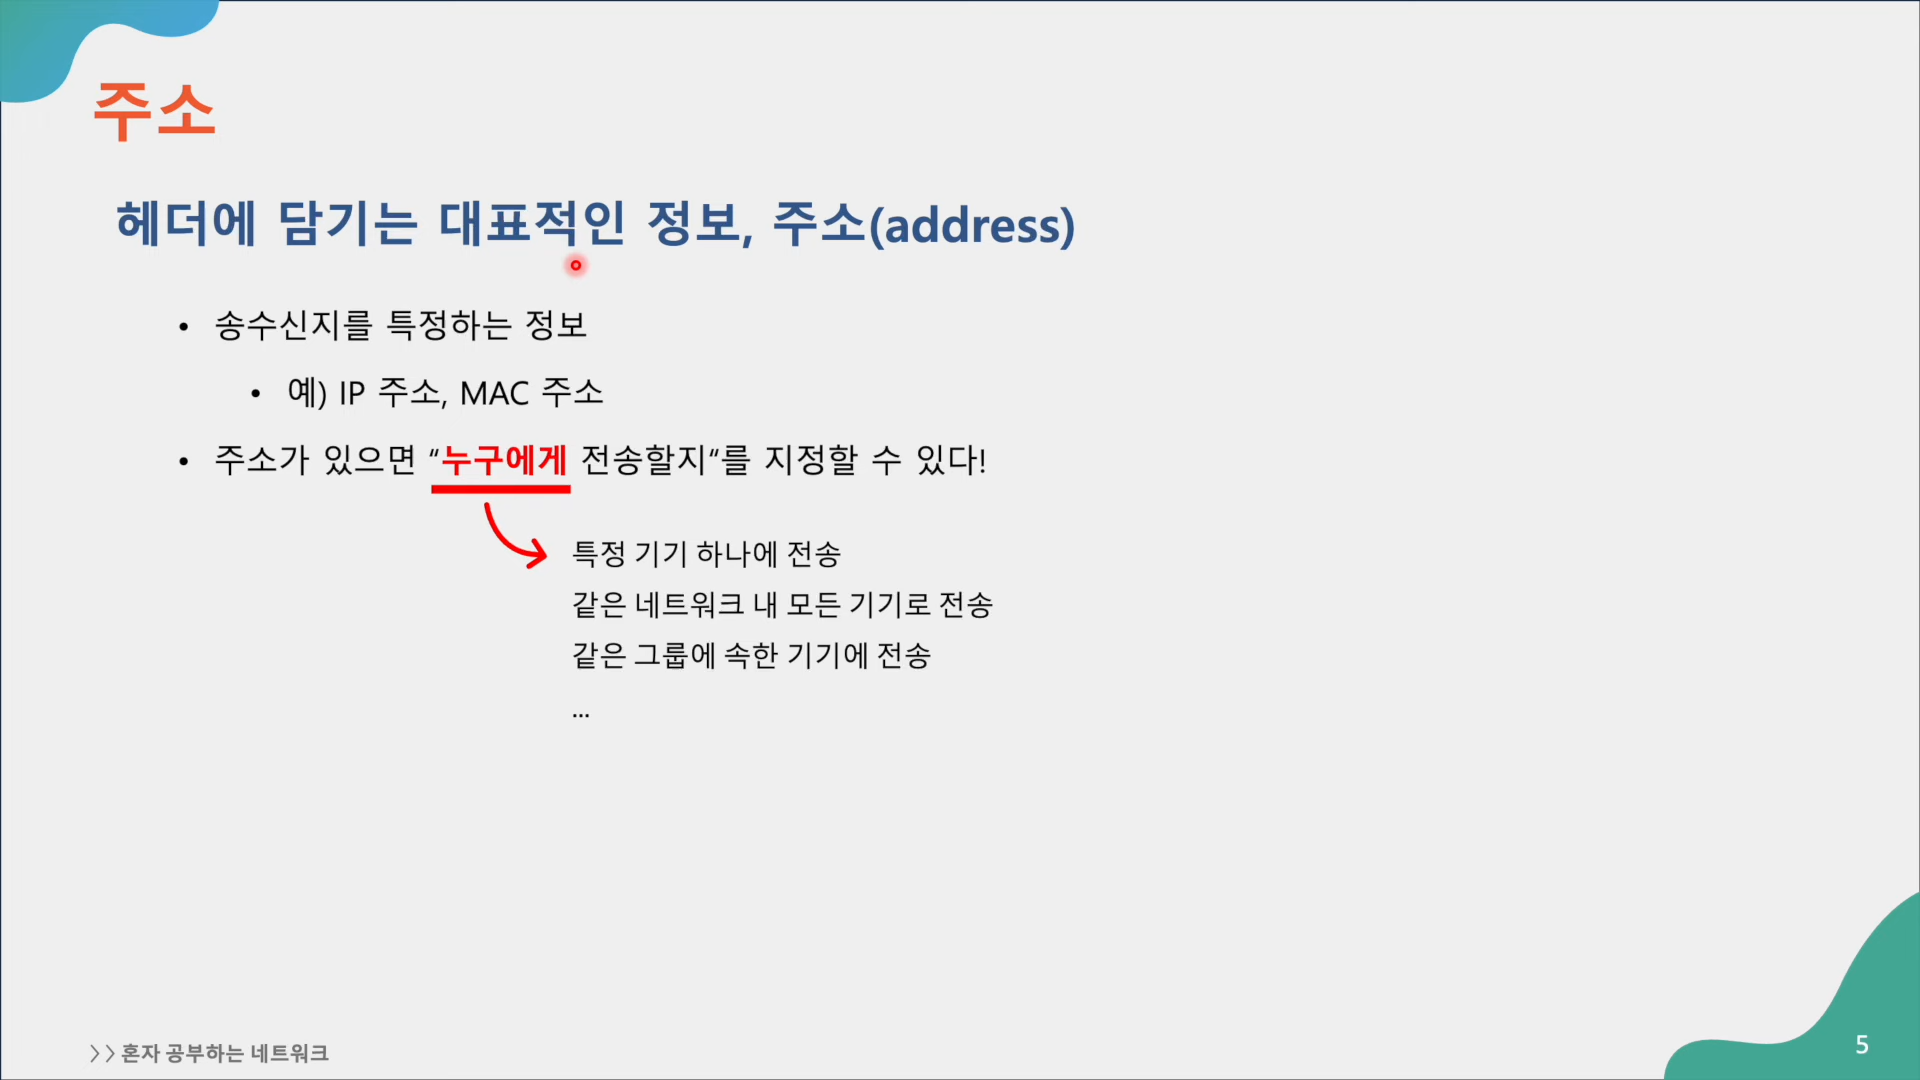 주소
헤더에 담기는 대표적인 정보, 주소(address)
• 송수신지를 특정하는 정보
• 예) IP 주소, MAC 주소
• 주소가 있으면 “누구에게 전송할지“를 지정할 수 있다!
특정 기기 하나에 전송
같은 네트워크 내 모든 기기로 전송
같은 그룹에 속한 기기에 전송
...
>> 혼자 공부하는 네트워크
5